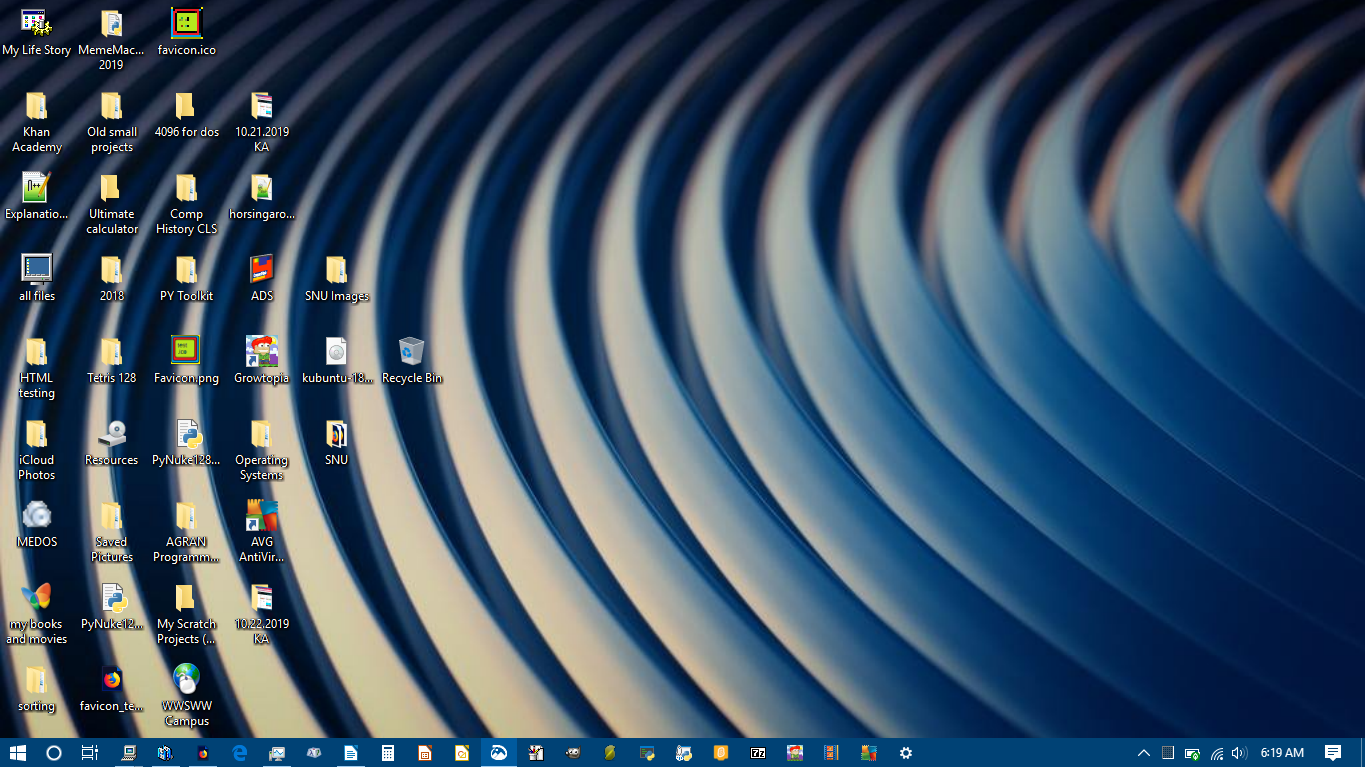 My Life Story
MemeMac...
2019
favicon.ico
Khan
Academy
Old small
projects
4096 for dos
10.21.2019
KA
Explanatio...
Ultimate
calculator
Comp
History CLS
horsingaro...
all files
2018
PY Toolkit
ADS
SNU Images
HTML
testing
Tetris 128
test
/08
Favicon.png
Growtopia
kubuntu-18...
Recycle Bin
iCloud
Photos
Resources
PyNuke128...
Operating
Systems
SNU
MEDOS
Saved
Pictures
AGRAN
Programm...
AVG
AntiVir...
my books
and movies
PyNuke12...
My Scratch
Projects (...
10.22.2019
KA
sorting
favicon_te...
WWSWW
Campus
7z
6:19 AM